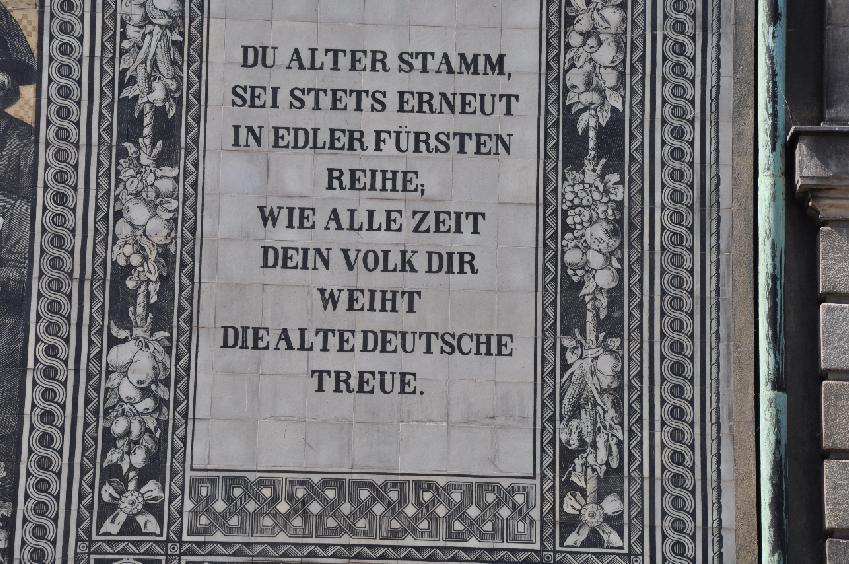 DU ALTER STAMM,
SEI STETS ERNEUT
IN EDLER FÜRSTEN
REIHE;
WIE ALLE ZEIT
DEIN VOLK DIR
WEIHT
DIE ALTE DEUTSCHE
TREUE.